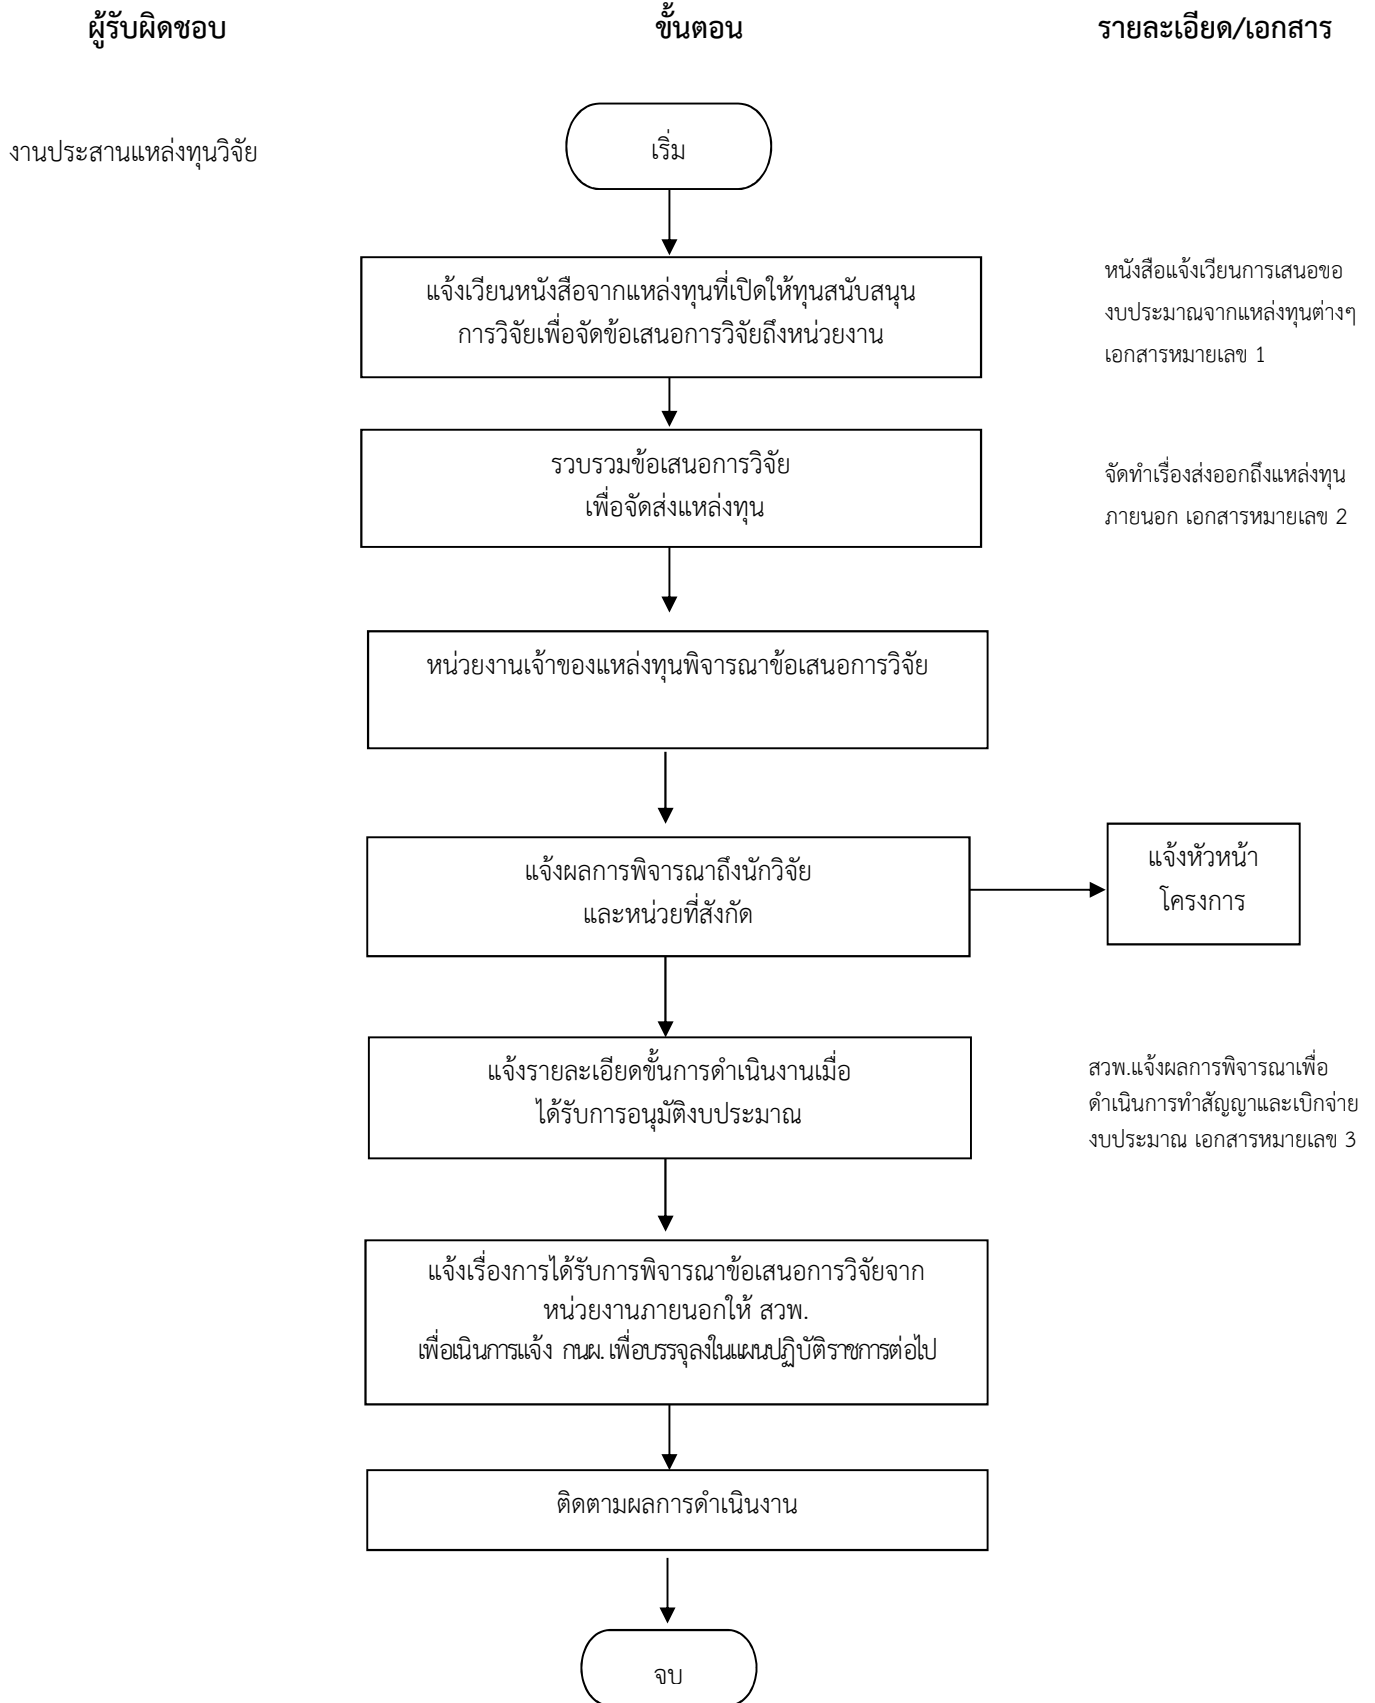 ผู้รับผิดชอบ
ขั้นตอน
รายละเอียด/เอกสาร
งานประสานแหล่งทุนวิจัย
เริ่ม
แจ้งเวียนหนังสือจากแหล่งทุนที่เปิดให้ทุนสนับสนุน
การวิจัยเพื่อจัดข้อเสนอการวิจัยถึงหน่วยงาน
หนังสือแจ้งเวียนการเสนอขอ
งบประมาณจากแหล่งทุนต่างๆ
เอกสารหมายเลข 1
รวบรวมข้อเสนอการวิจัย
เพื่อจัดส่งแหล่งทุน
จัดทำเรื่องส่งออกถึงแหล่งทุน
ภายนอก เอกสารหมายเลข 2
หน่วยงานเจ้าของแหล่งทุนพิจารณาข้อเสนอการวิจัย
แจ้งผลการพิจารณาถึงนักวิจัย
และหน่วยที่สังกัด
แจ้งหัวหน้า
โครงการ
แจ้งรายละเอียดขั้นการดำเนินงานเมื่อ
ได้รับการอนุมัติงบประมาณ
สวพ.แจ้งผลการพิจารณาเพื่อ
ดำเนินการทำสัญญาและเบิกจ่าย
งบประมาณ เอกสารหมายเลข 3
แจ้งเรื่องการได้รับการพิจารณาข้อเสนอการวิจัยจาก
หน่วยงานภายนอกให้ สวพ.
เพื่อเนินการแจ้ง กนผ. เพื่อบรรจุลงในแผนปฏิบัติราชการต่อไป
ติดตามผลการดำเนินงาน
จบ